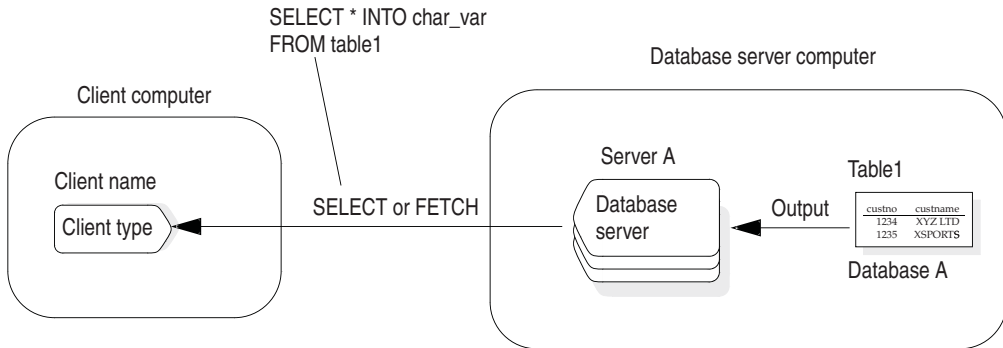 SELECT * INTO char_var
FROM table1
Database server computer
Client computer
Server A
Table1
Client name
Client type
SELECT or FETCH
Database
server
Output
custno custname
1234 XYZ LTD
1235 XSPORTS
Database A